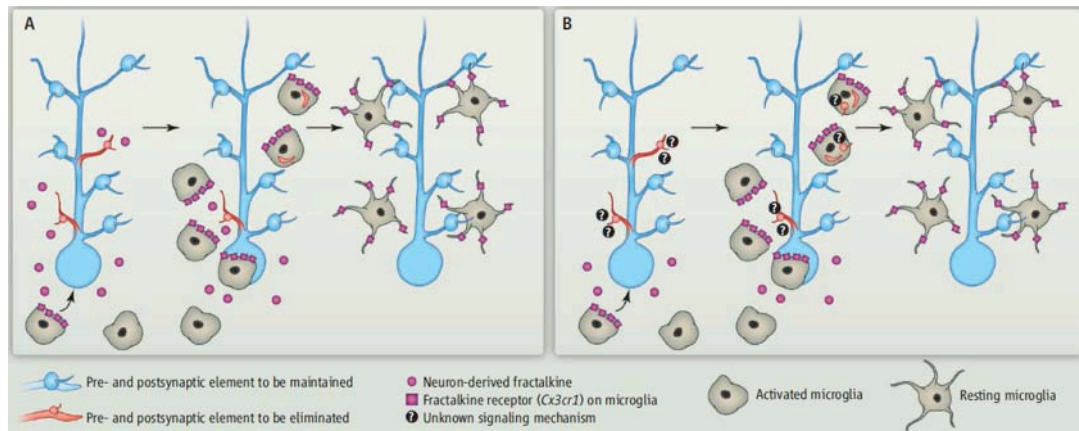 A
B
?
?
?
?
?
?
?
?
Pre- and postsynaptic element to be maintained
Pre- and postsynaptic element to be eliminated
Neuron-derived fractalkine
Fractalkine receptor (Cx3cr1) on microglia
? Unknown signaling mechanism
Activated microglia
Resting microglia